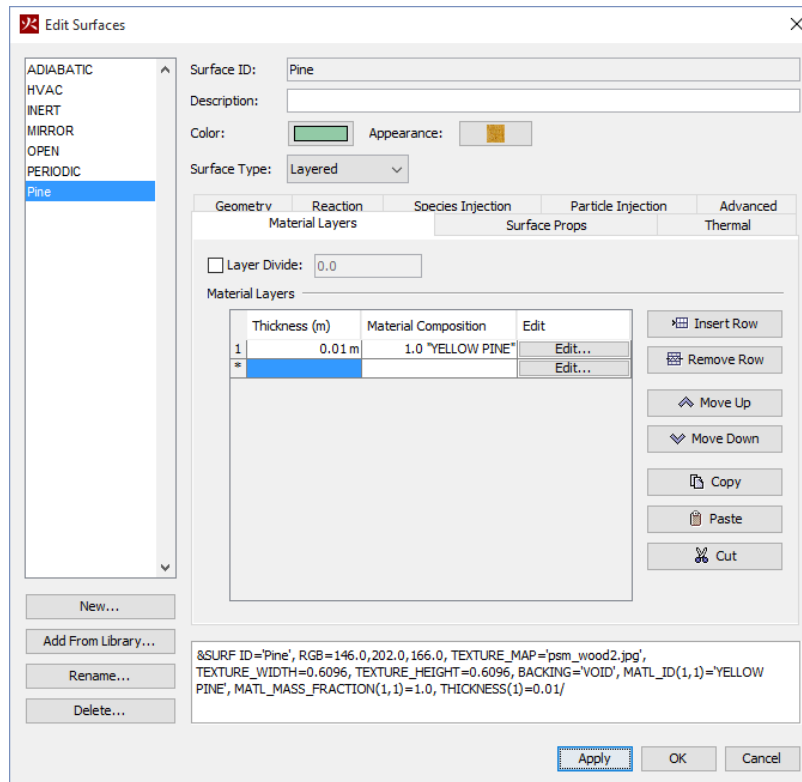 Edit Surfaces
ADIABATIC
HVAC
INERT
MIRROR
OPEN
PERIODIC
Pine
New...
Add From Library...
Rename...
Delete...
Surface ID: Pine
Description:
Color: Appearance:
Surface Type: Layered
Geometry Reaction Species Injection Particle Injection Advanced
Material Layers Surface Props Thermal
Layer Divide: 0.0
Material Layers
Thickness (m) Material Composition Edit
1 0.01 m 1.0 "YELLOW PINE" Edit...
* Edit...
Insert Row
Remove Row
Move Up
Move Down
Copy
Paste
Cut
&SURF ID='Pine', RGB=146.0,202.0,166.0, TEXTURE_MAP='psm_wood2.jpg',
TEXTURE_WIDTH=0.6096, TEXTURE_HEIGHT=0.6096, BACKING='VOID', MATL_ID(1,1)='YELLOW
PINE', MATL_MASS_FRACTION(1,1)=1.0, THICKNESS(1)=0.01/
Apply OK Cancel